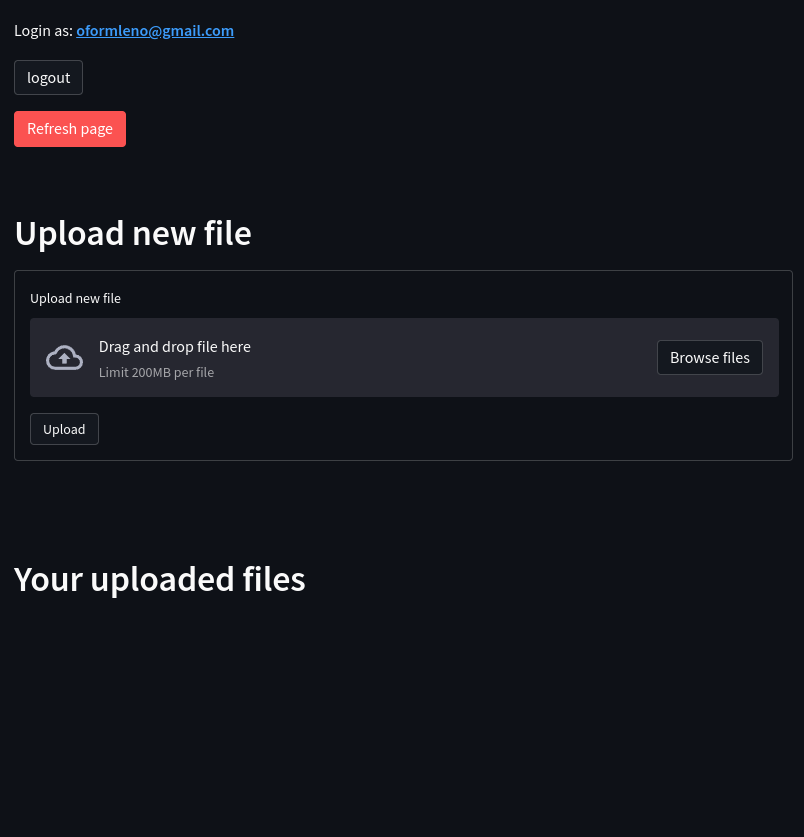 Login as: oformleno@gmail.com
logout
Refresh page
Upload new file
Upload new file
Drag and drop file here
Limit 200MB per file
Browse files
Upload
Your uploaded files